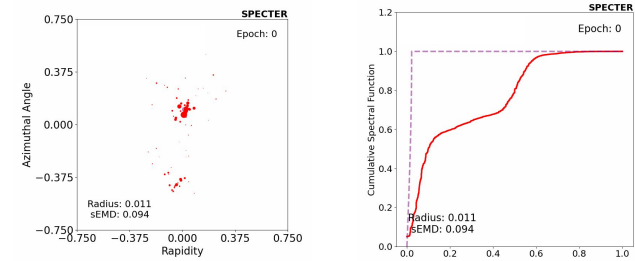 SPECTER
0.750
Epoch: 0
0.375
0.000
−0.375
−0.750
Azimuthal Angle
Radius: 0.011
sEMD: 0.094
−0.750
−0.375
0.000
0.375
0.750
Rapidity
SPECTER
1.2
Epoch: 0
1.0
0.8
0.6
0.4
0.2
0.0
Cumulative Spectral Function
Radius: 0.011
sEMD: 0.094
0.0
0.2
0.4
0.6
0.8
1.0